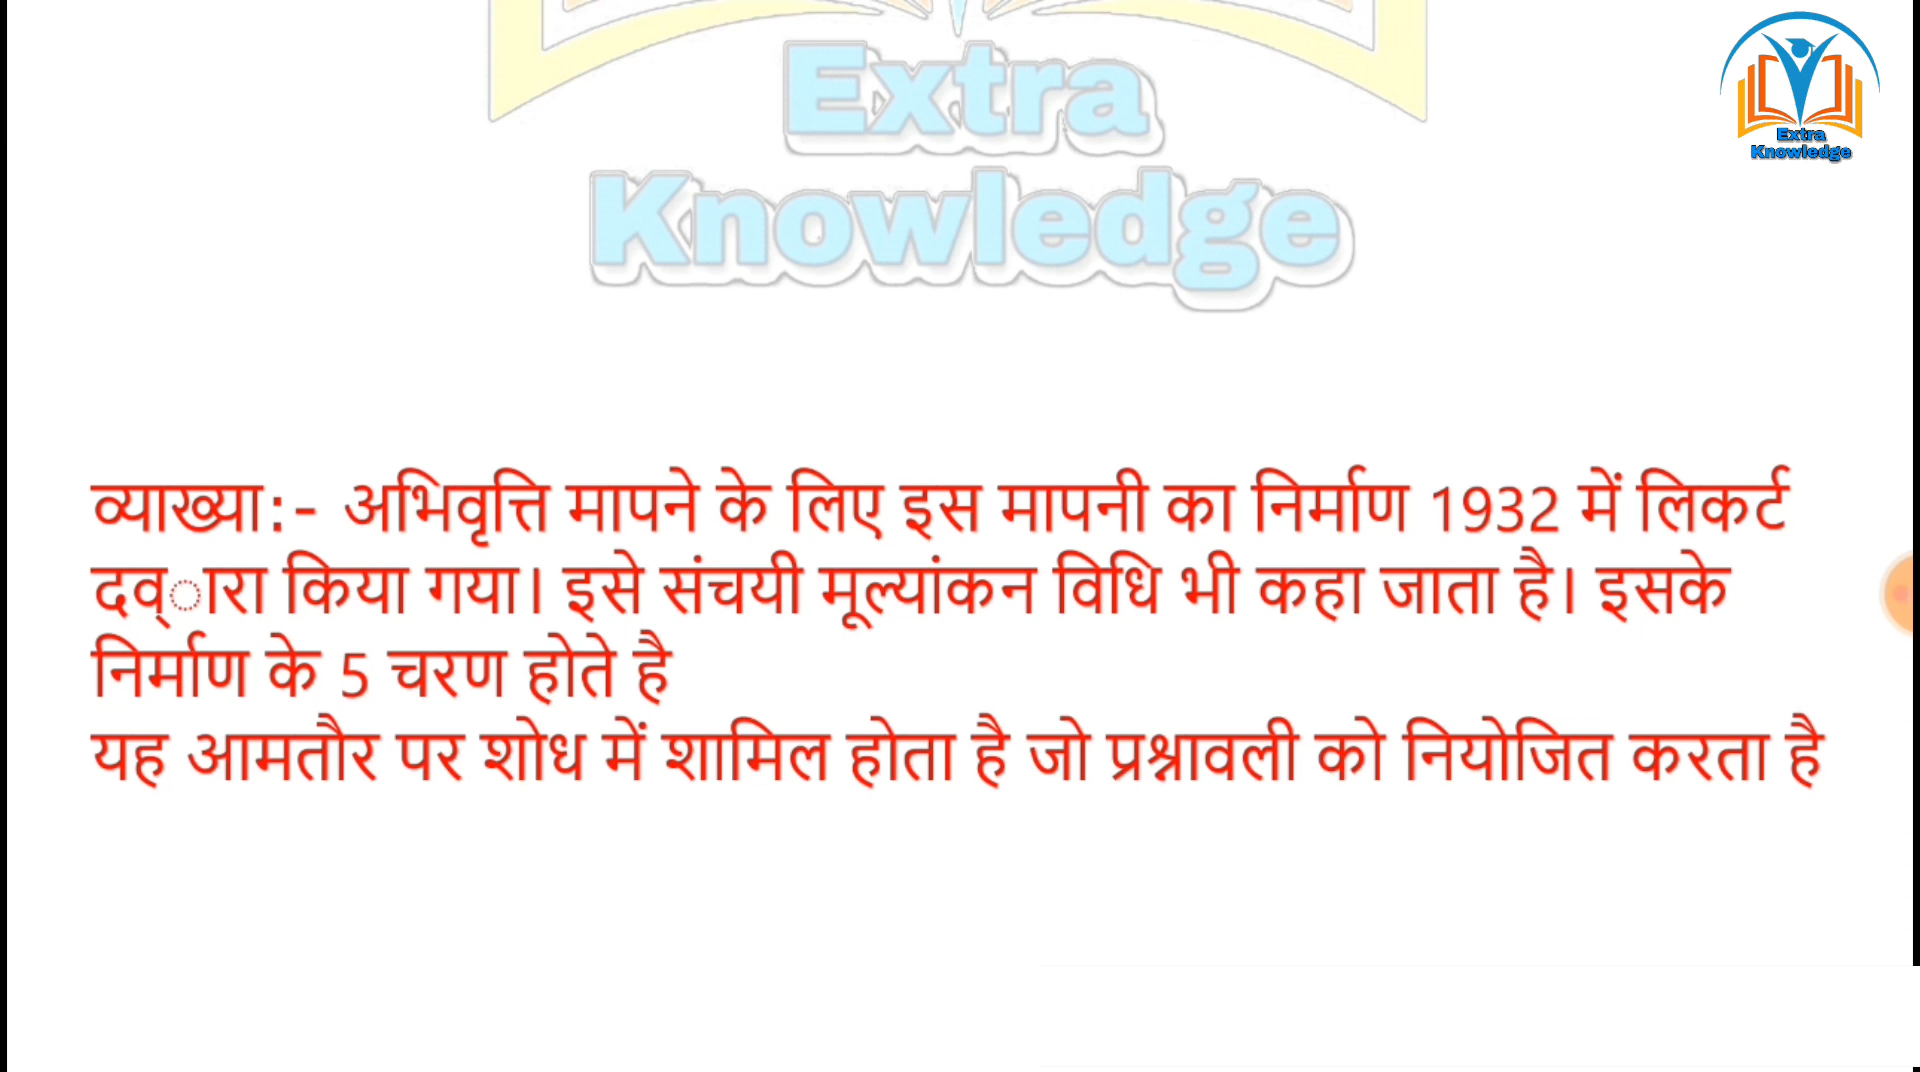 Extra
Knowledge
Extra
Knowledge
व्याख्या:- अभिवृत्ति मापने के लिए इस मापनी का निर्माण 1932 में लिकर्ट
दव्ारा किया गया। इसे संचयी मूल्यांकन विधि भी कहा जाता है। इसके
निर्माण के 5 चरण होते है
यह आमतौर पर शोध में शामिल होता है जो प्रश्नावली को नियोजित करता है